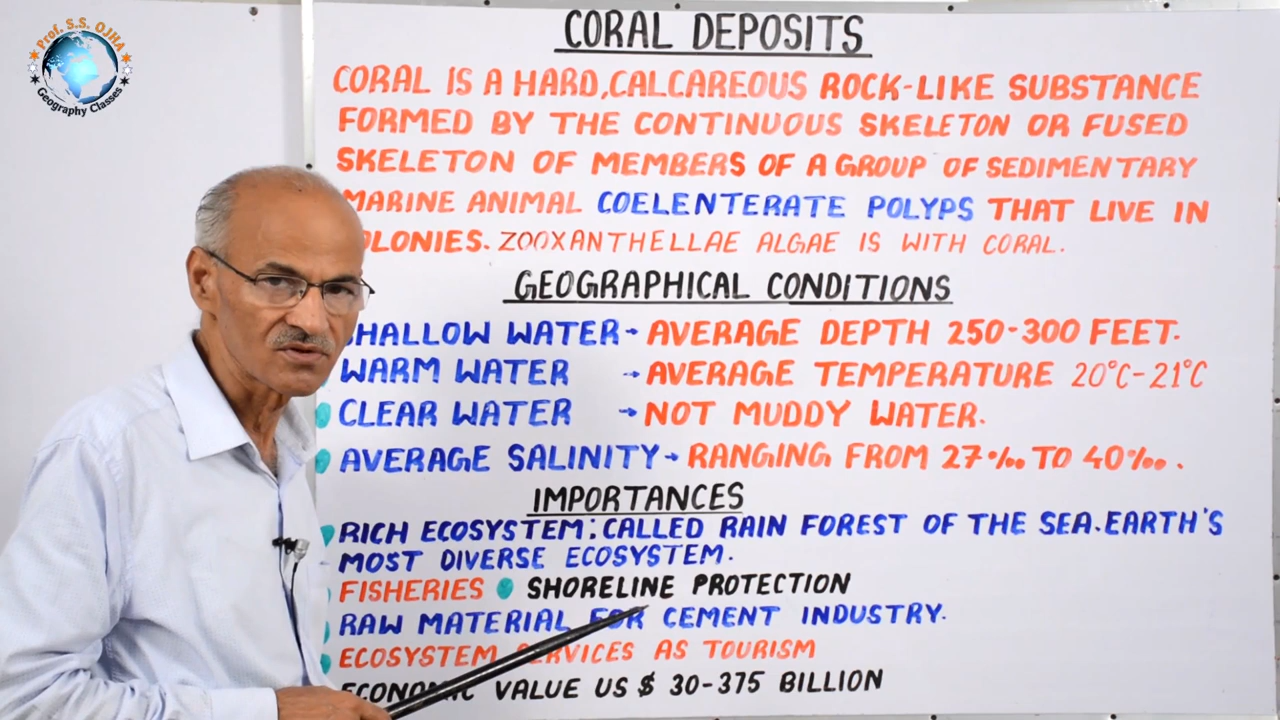 Prof. S.S. OJHA
Geography Classes
CORAL DEPOSITS
CORAL IS A HARD, CALCAREOUS ROCK-LIKE SUBSTANCE
FORMED BY THE CONTINUOUS SKELETON OR FUSED
SKELETON OF MEMBERS OF A GROUP OF SEDIMENTARY
MARINE ANIMAL COELENTERATE POLYPS THAT LIVE IN
OLONIES. ZOOXANTHELLAE ALGAE IS WITH CORAL.
GEOGRAPHICAL CONDITIONS
HALLOW WATER → AVERAGE DEPTH 250-300 FEET.
WARM WATER → AVERAGE TEMPERATURE 20°C-21°C
CLEAR WATER → NOT MUDDY WATER.
AVERAGE SALINITY → RANGING FROM 27‰ TO 40‰.
IMPORTANCES
RICH ECOSYSTEM: CALLED RAIN FOREST OF THE SEA. EARTH'S
MOST DIVERSE ECOSYSTEM.
FISHERIES ● SHORELINE PROTECTION
RAW MATERIAL FOR CEMENT INDUSTRY.
ECOSYSTEM SERVICES AS TOURISM
ECONOMIC VALUE US $ 30-375 BILLION